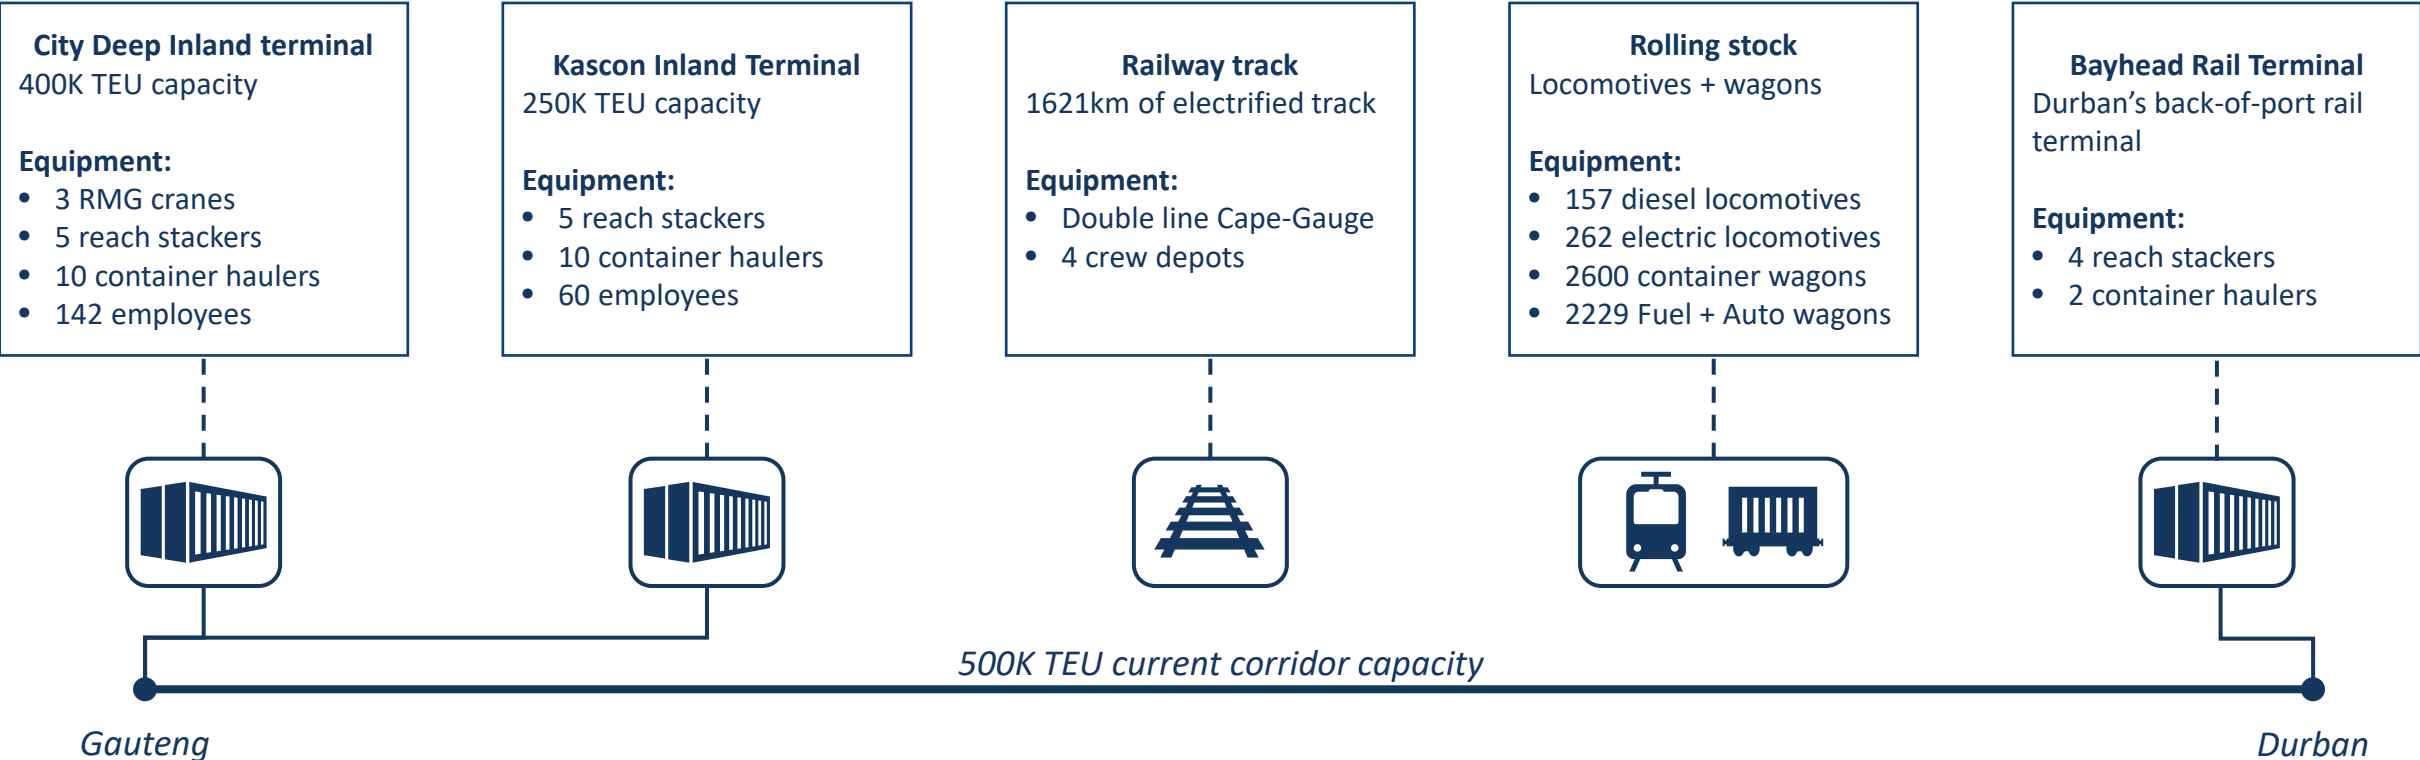 City Deep Inland terminal
400K TEU capacity
Equipment:
• 3 RMG cranes
• 5 reach stackers
• 10 container haulers
• 142 employees
Kascon Inland Terminal
250K TEU capacity
Equipment:
• 5 reach stackers
• 10 container haulers
• 60 employees
Railway track
1621km of electrified track
Equipment:
• Double line Cape-Gauge
• 4 crew depots
Rolling stock
Locomotives + wagons
Equipment:
• 157 diesel locomotives
• 262 electric locomotives
• 2600 container wagons
• 2229 Fuel + Auto wagons
Bayhead Rail Terminal
Durban’s back-of-port rail
terminal
Equipment:
• 4 reach stackers
• 2 container haulers
500K TEU current corridor capacity
Gauteng
Durban